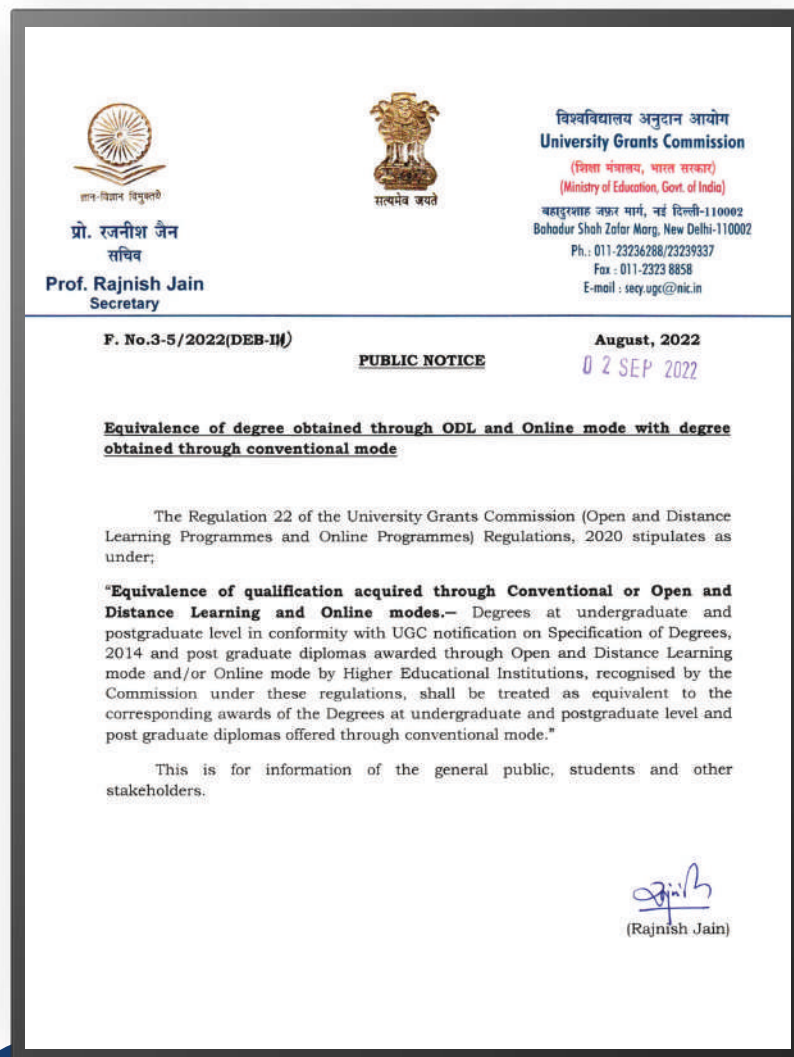 ज्ञान-विज्ञान विमुक्तये
प्रो. रजनीश जैन
सचिव
Prof. Rajnish Jain
Secretary
सत्यमेव जयते
विश्वविद्यालय अनुदान आयोग
University Grants Commission
(शिक्षा मंत्रालय, भारत सरकार)
(Ministry of Education, Govt. of India)
बहादुरशाह ज़फ़र मार्ग, नई दिल्ली-110002
Bahadur Shah Zafar Marg, New Delhi-110002
Ph.: 011-23236288/23239337
Fax : 011-2323 8858
E-mail : secy.ugc@nic.in
F. No.3-5/2022(DEB-III)
August, 2022
PUBLIC NOTICE
02 SEP 2022
Equivalence of degree obtained through ODL and Online mode with degree
obtained through conventional mode
The Regulation 22 of the University Grants Commission (Open and Distance
Learning Programmes and Online Programmes) Regulations, 2020 stipulates as
under;
"Equivalence of qualification acquired through Conventional or Open and
Distance Learning and Online modes.— Degrees at undergraduate and
postgraduate level in conformity with UGC notification on Specification of Degrees,
2014 and post graduate diplomas awarded through Open and Distance Learning
mode and/or Online mode by Higher Educational Institutions, recognised by the
Commission under these regulations, shall be treated as equivalent to the
corresponding awards of the Degrees at undergraduate and postgraduate level and
post graduate diplomas offered through conventional mode."
This is for information of the general public, students and other
stakeholders.
(Rajnish Jain)